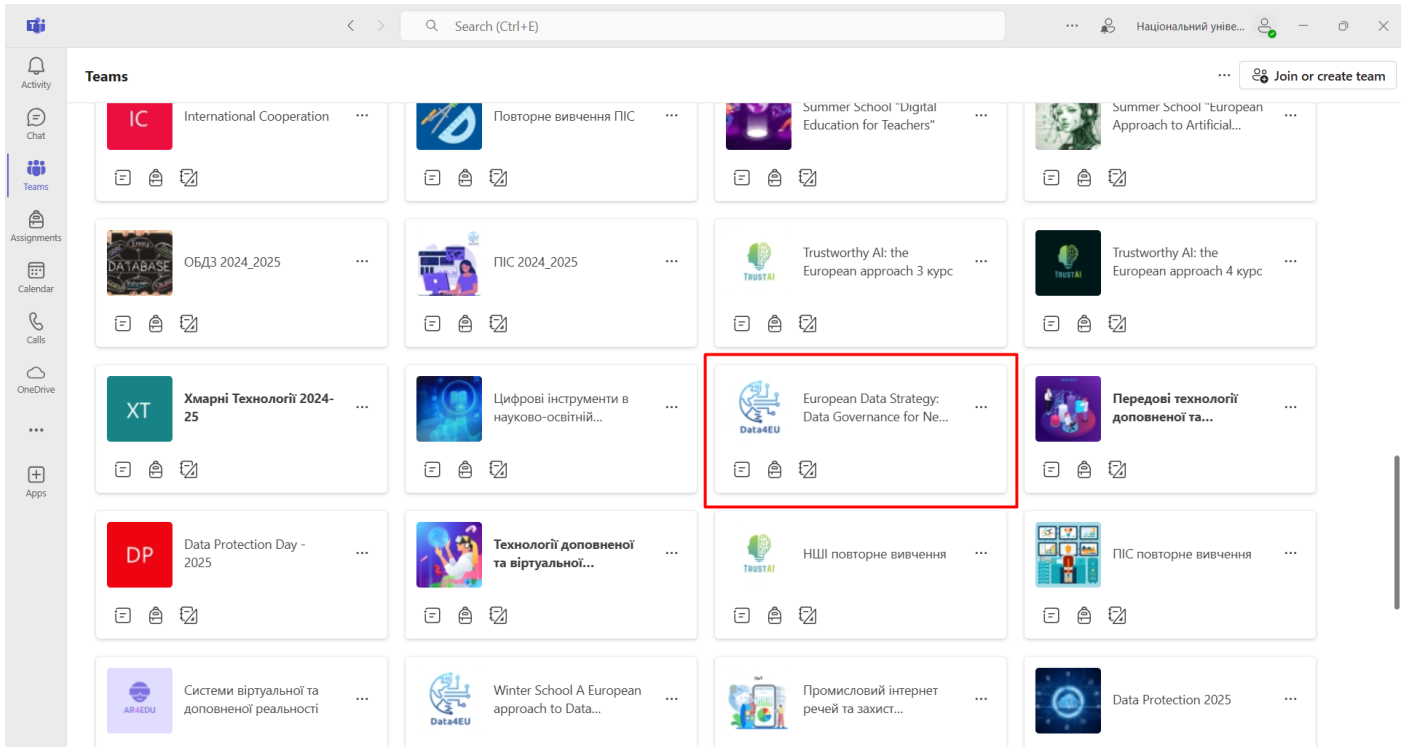 Search (Ctrl+E)
Національний уніве...
Activity
Chat
Teams
Assignments
Calendar
Calls
OneDrive
Apps
Teams
Join or create team
IC
International Cooperation
Повторне вивчення ПІС
Summer School "Digital
Education for Teachers"
Summer School "European
Approach to Artificial...
DATABASE
ОБДЗ 2024_2025
ПІС 2024_2025
TRUSTAI
Trustworthy AI: the
European approach 3 курс
TRUSTAI
Trustworthy AI: the
European approach 4 курс
ХТ
Хмарні Технології 2024-
25
Цифрові інструменти в
науково-освітній...
Data4EU
European Data Strategy:
Data Governance for Ne...
Передові технології
доповненої та...
DP
Data Protection Day -
2025
Технології доповненої
та віртуальної...
TRUSTAI
НШІ повторне вивчення
ПІС повторне вивчення
AR4EDU
Системи віртуальної та
доповненої реальності
Data4EU
Winter School A European
approach to Data...
Промисловий інтернет
речей та захист...
Data Protection 2025